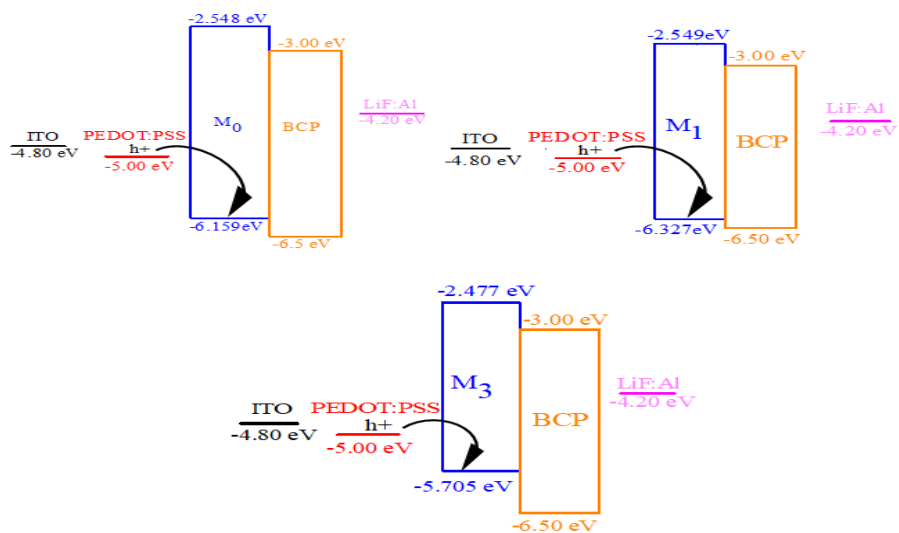 -2.548 eV
-3.00 eV
M0
BCP
LiF:Al
-4.20 eV
ITO
-4.80 eV
PEDOT:PSS
h+
-5.00 eV
-6.159eV
-6.5 eV
-2.549eV
-3.00 eV
M1
BCP
LiF:Al
-4.20 eV
ITO
-4.80 eV
PEDOT:PSS
h+
-5.00 eV
-6.327eV
-6.50 eV
-2.477 eV
-3.00 eV
M3
BCP
LiF:Al
-4.20 eV
ITO
-4.80 eV
PEDOT:PSS
h+
-5.00 eV
-5.705 eV
-6.50 eV